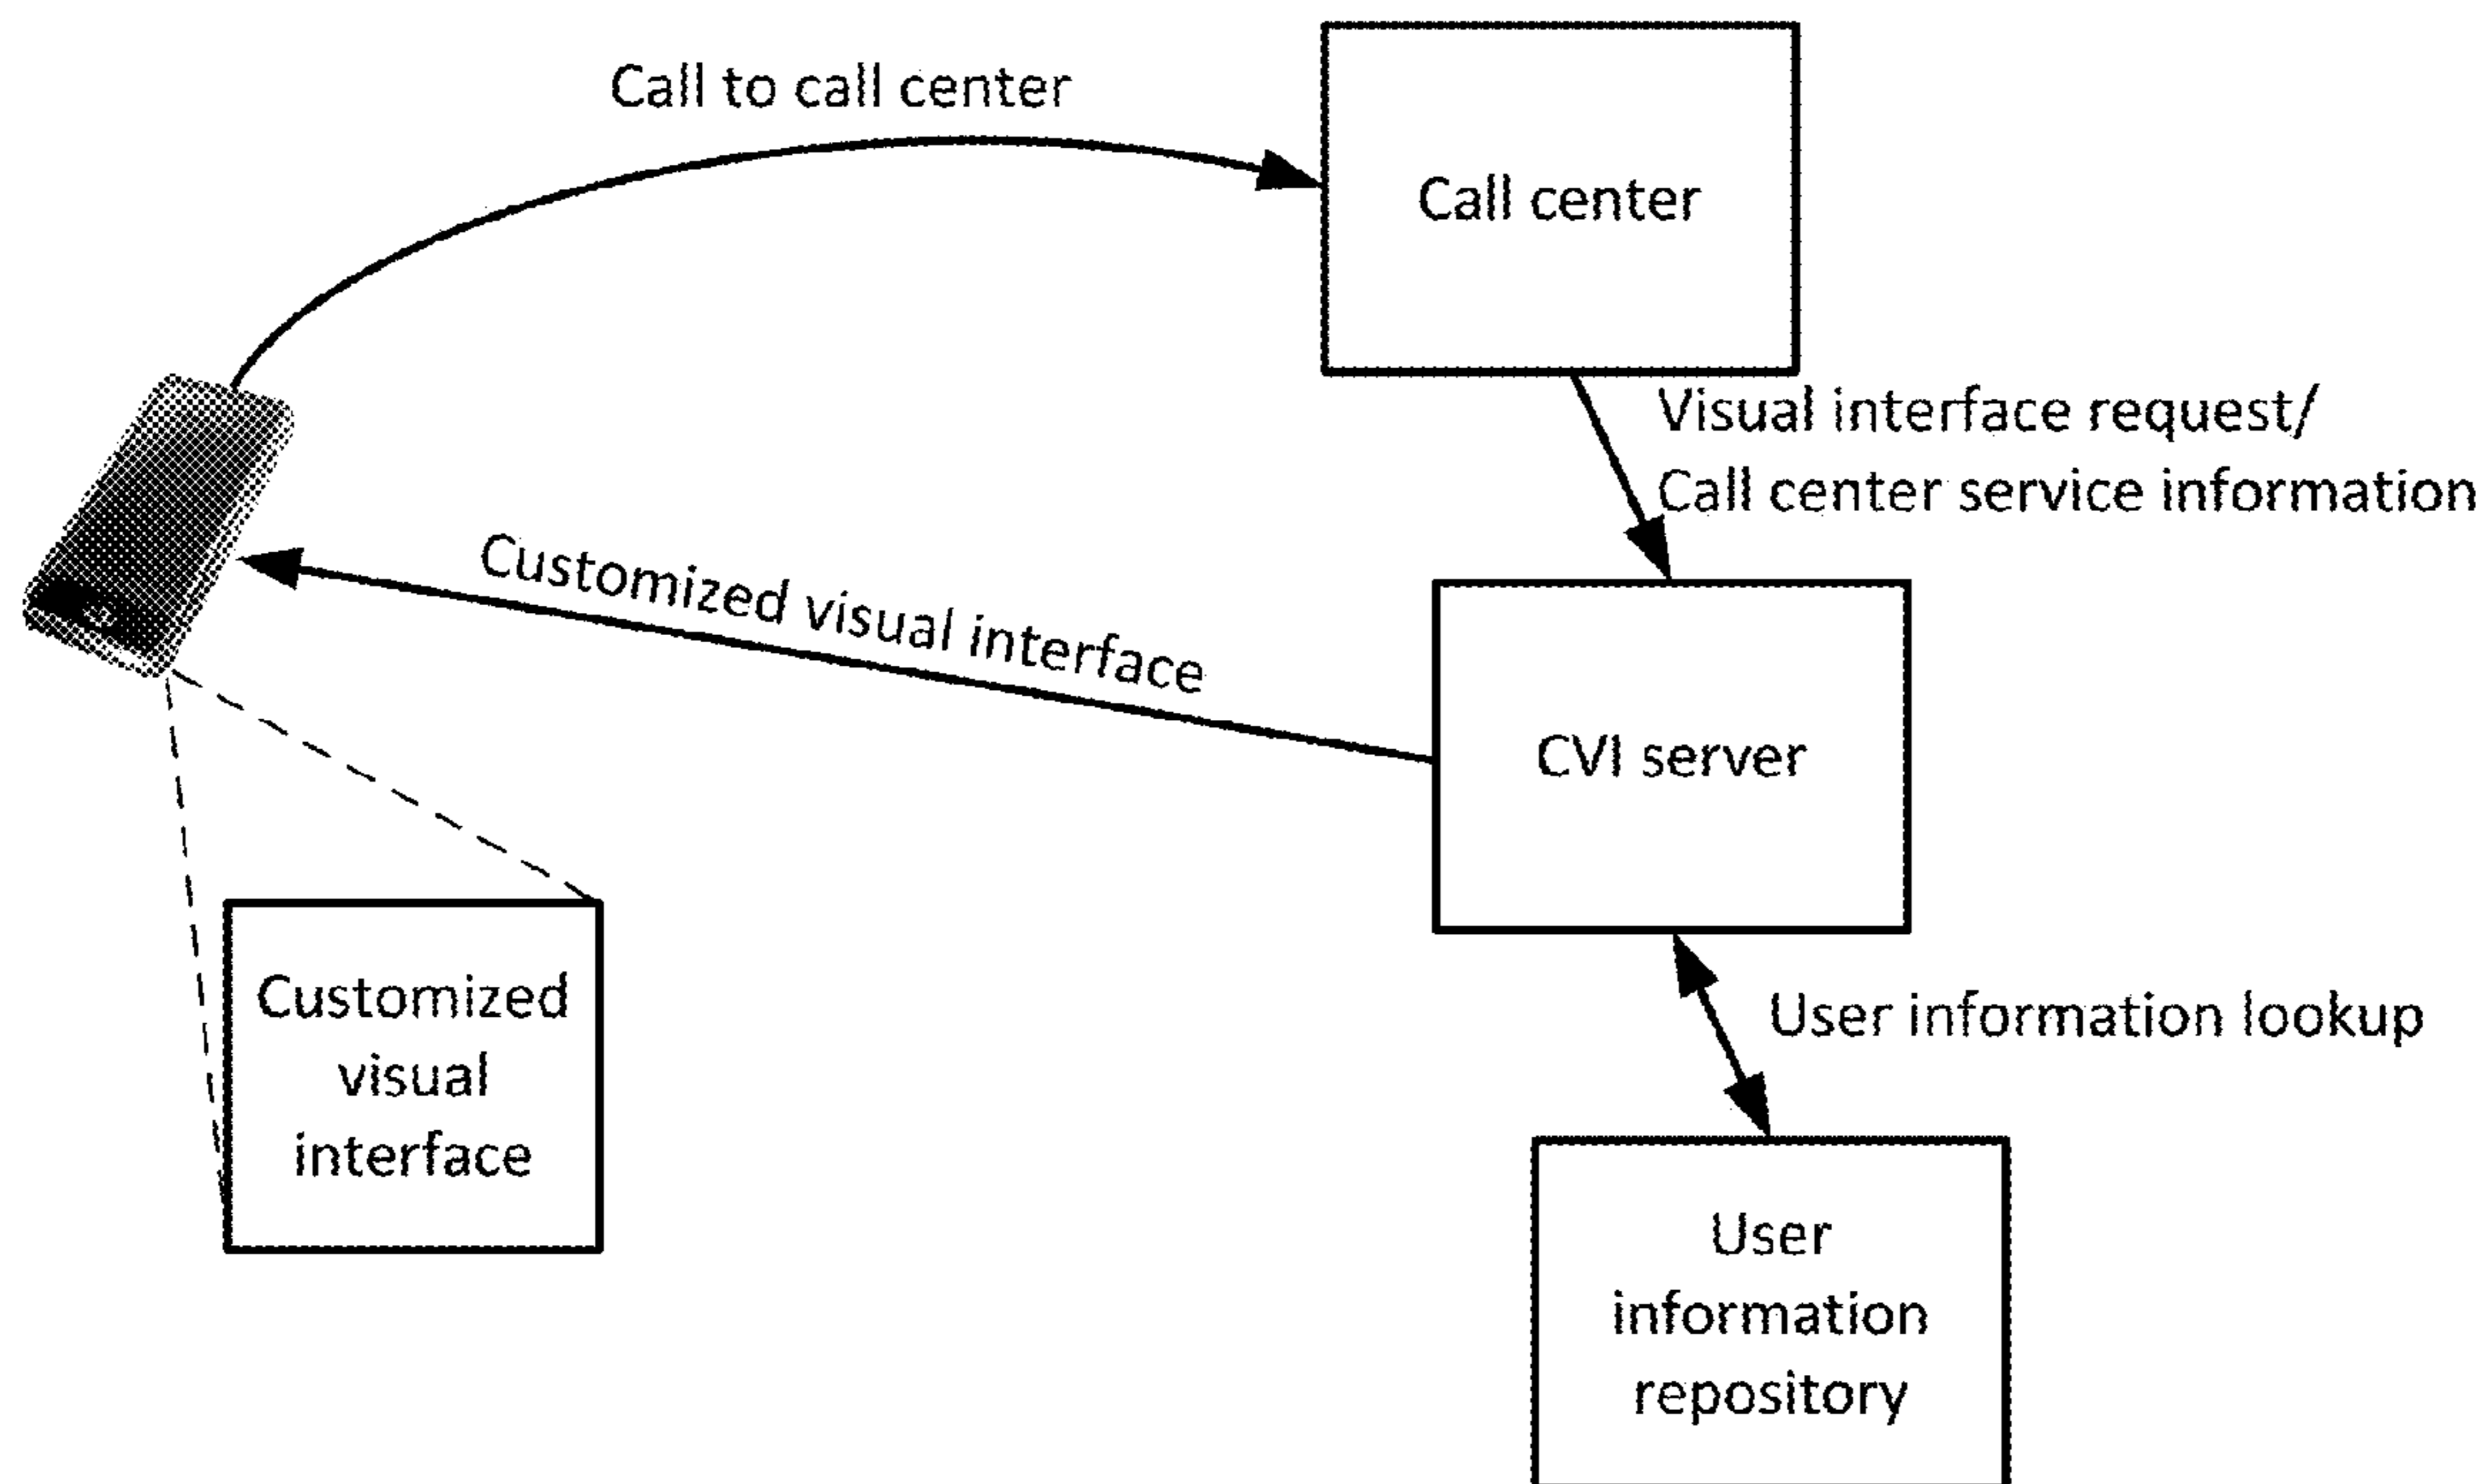 Call to call center
Call center
Visual interface request/
Call center service information
Customized visual interface
CVI server
Customized
visual
interface
User information lookup
User
information
repository